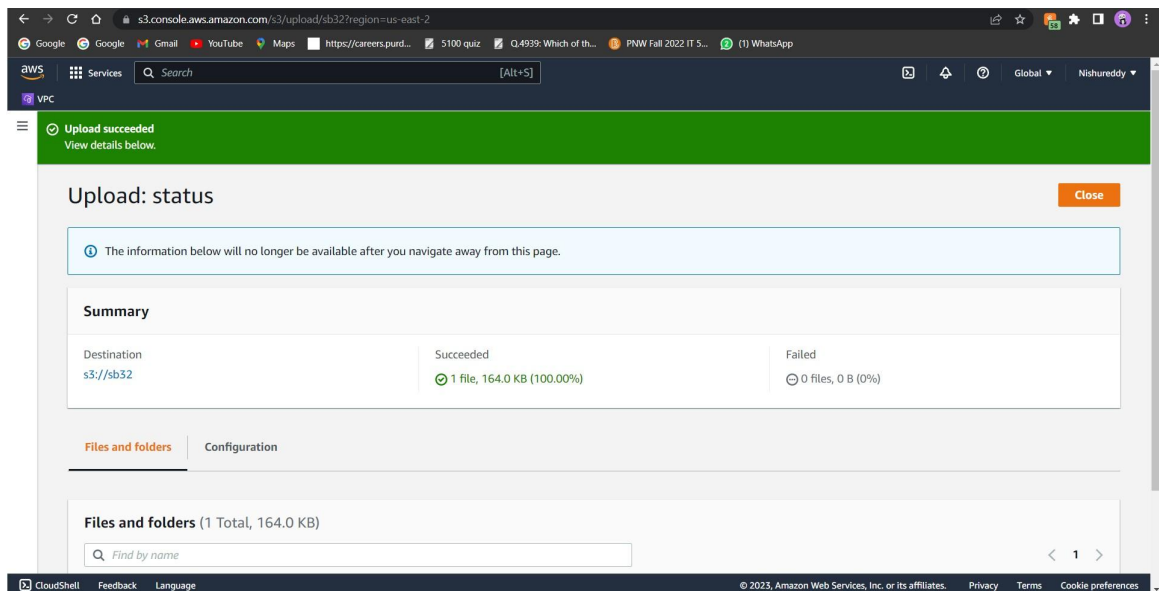 s3.console.aws.amazon.com/s3/upload/sb32?region=us-east-2
58
Google Google Gmail YouTube Maps https://careers.purd... 5100 quiz Q.4939: Which of th... PNW Fall 2022 IT 5... (1) WhatsApp
aws Services Search [Alt+S] Global Nishureddy
VPC
Upload succeeded
View details below.
Upload: status Close
The information below will no longer be available after you navigate away from this page.
Summary
Destination Succeeded Failed
s3://sb32 1 file, 164.0 KB (100.00%) 0 files, 0 B (0%)
Files and folders Configuration
Files and folders (1 Total, 164.0 KB)
Find by name 1
CloudShell Feedback Language © 2023, Amazon Web Services, Inc. or its affiliates. Privacy Terms Cookie preferences